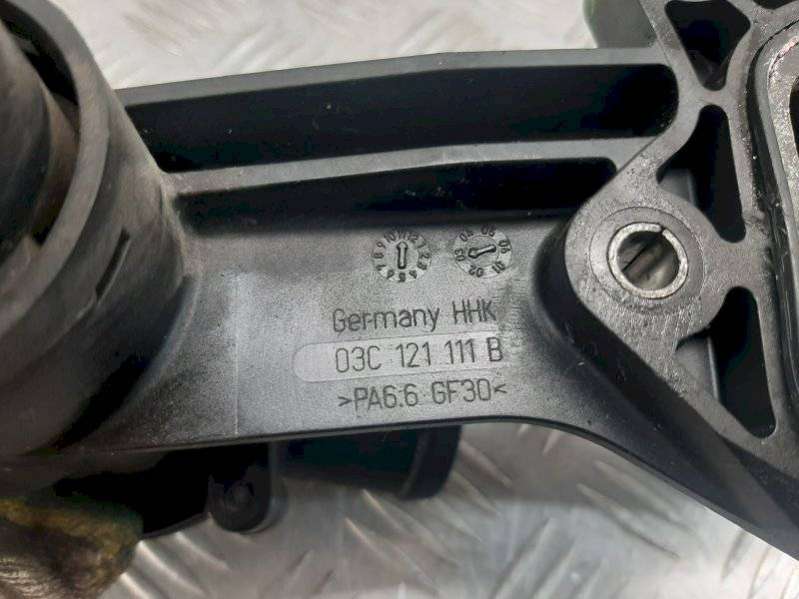 Germany HHK
03C 121 111 B
>PA6.6 GF30<